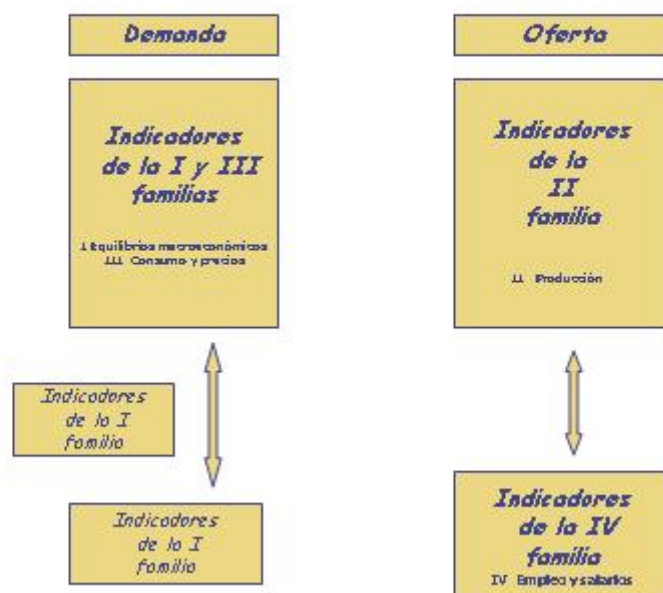 Demanda
Indicadores
de la I y III
familias
I Equilibrios macroeconómicos
III Consumo y precios
Indicadores
de la I
familia
Indicadores
de la I
familia
Oferta
Indicadores
de la
II
familia
II Producción
Indicadores
de la IV
familia
IV Empleo y salarios